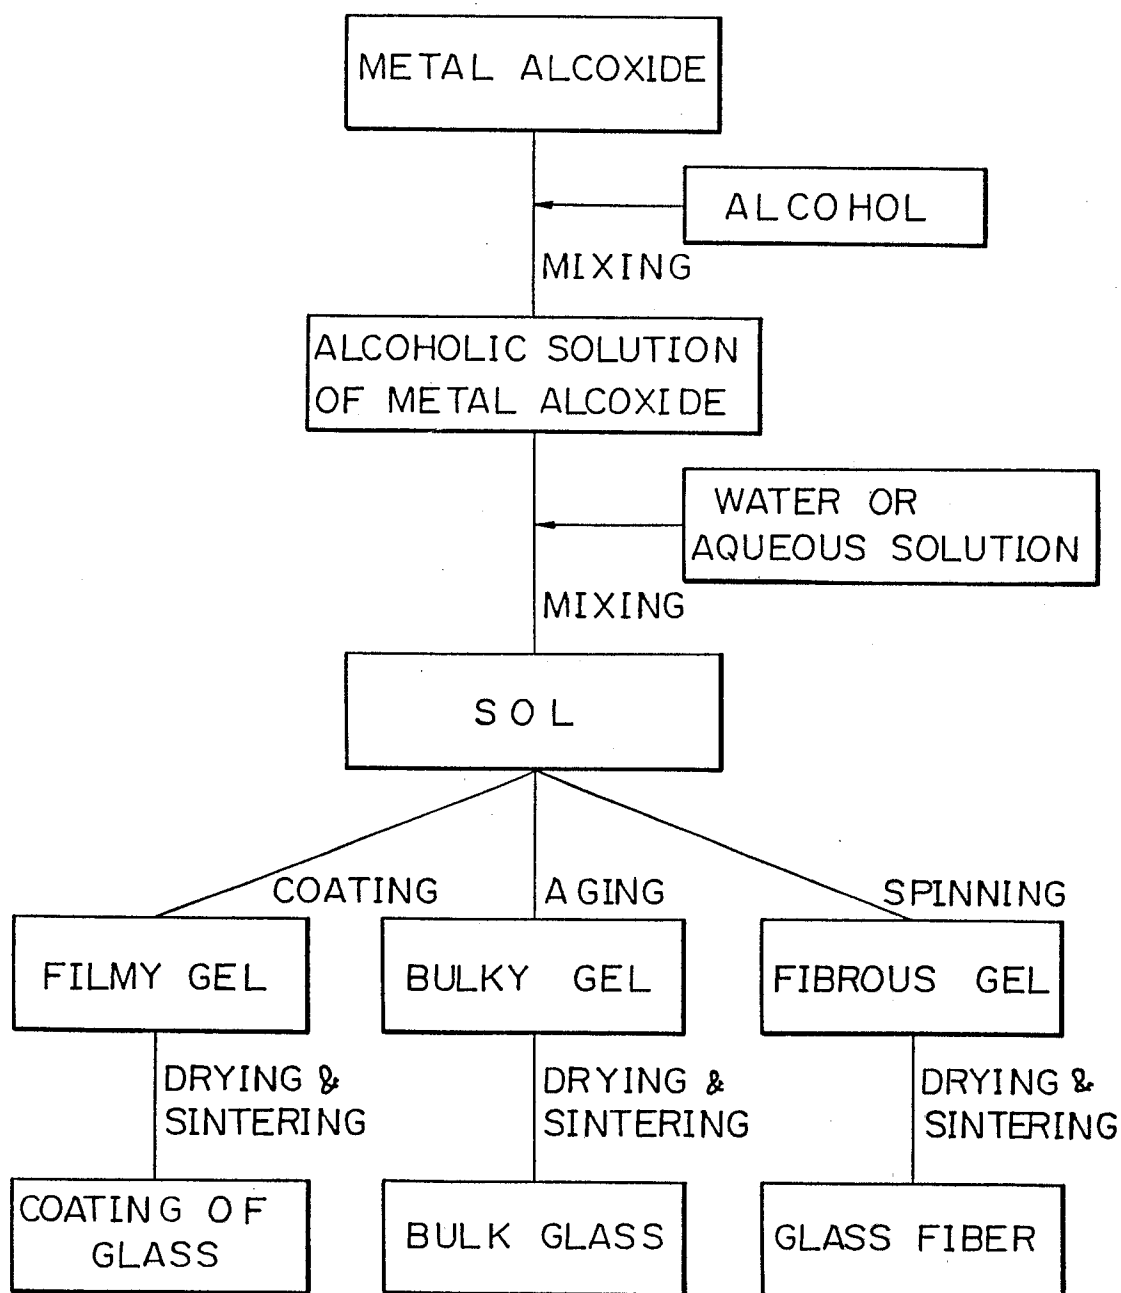 METAL ALCOXIDE
ALCOHOL
MIXING
ALCOHOLIC SOLUTION
OF METAL ALCOXIDE
WATER OR
AQUEOUS SOLUTION
MIXING
SOL
COATING
AGING
SPINNING
FILMY GEL
BULKY GEL
FIBROUS GEL
DRYING &
SINTERING
DRYING &
SINTERING
DRYING &
SINTERING
COATING OF
GLASS
BULK GLASS
GLASS FIBER